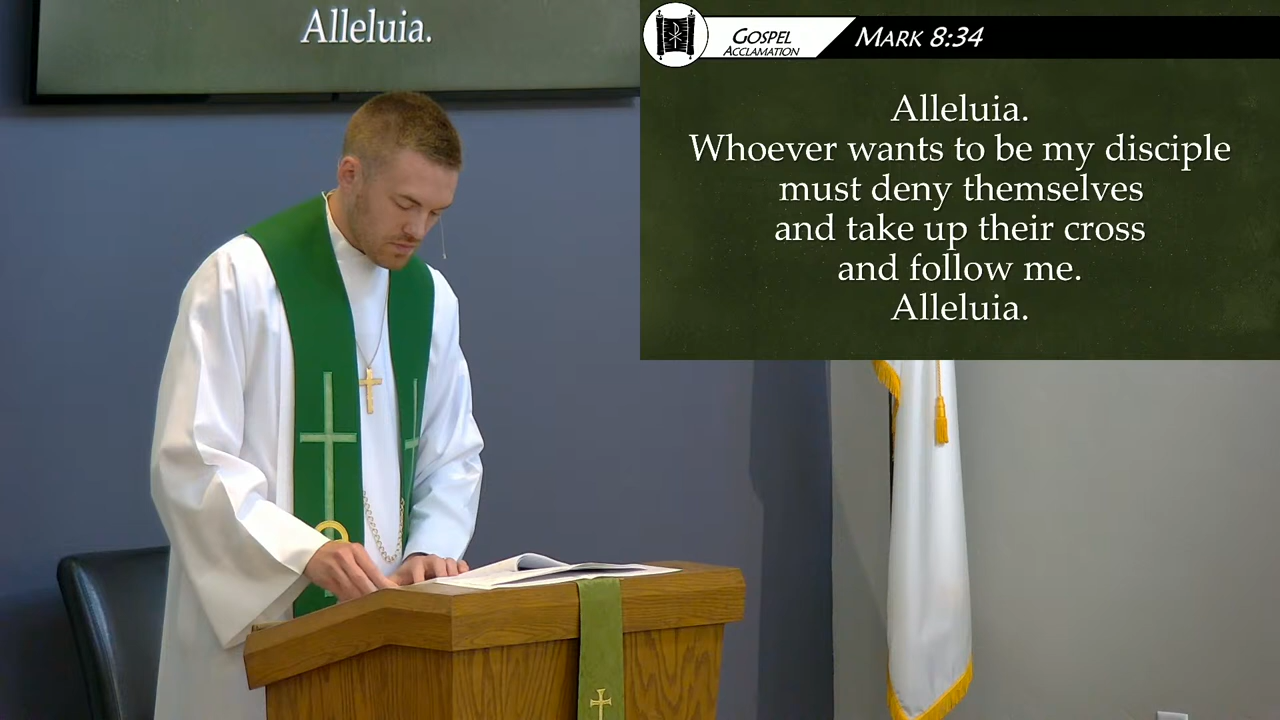 Alleluia.
GOSPEL
ACCLAMATION
MARK 8:34
Alleluia.
Whoever wants to be my disciple
must deny themselves
and take up their cross
and follow me.
Alleluia.